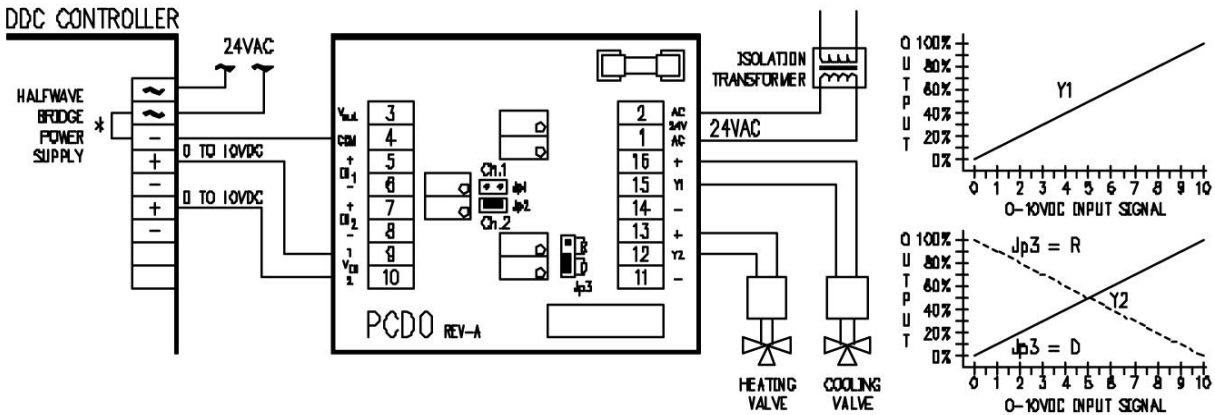 DDC CONTROLLER
24VAC
HALFWAVE
BRIDGE
POWER
SUPPLY
*
~
~
-
+
-
+
-
0 TO 10VDC
0 TO 10VDC
Vout 3
COM 4
+ 5
DI1
- 6
+ 7
DI2
- 8
1 9
2 10
Ch.1
Jp1
Jp2
Ch.2
R
D
Jp3
PCDO REV-A
2 AC
24V
1 AC
16 +
15 Y1
14 -
13 +
12 Y2
11 -
ISOLATION
TRANSFORMER
24VAC
HEATING
VALVE
COOLING
VALVE
OUTPUT
100%
80%
60%
40%
20%
0%
Y1
0 1 2 3 4 5 6 7 8 9 10
0-10VDC INPUT SIGNAL
OUTPUT
100%
80%
60%
40%
20%
0%
Jp3 = R
Y2
Jp3 = D
0 1 2 3 4 5 6 7 8 9 10
0-10VDC INPUT SIGNAL